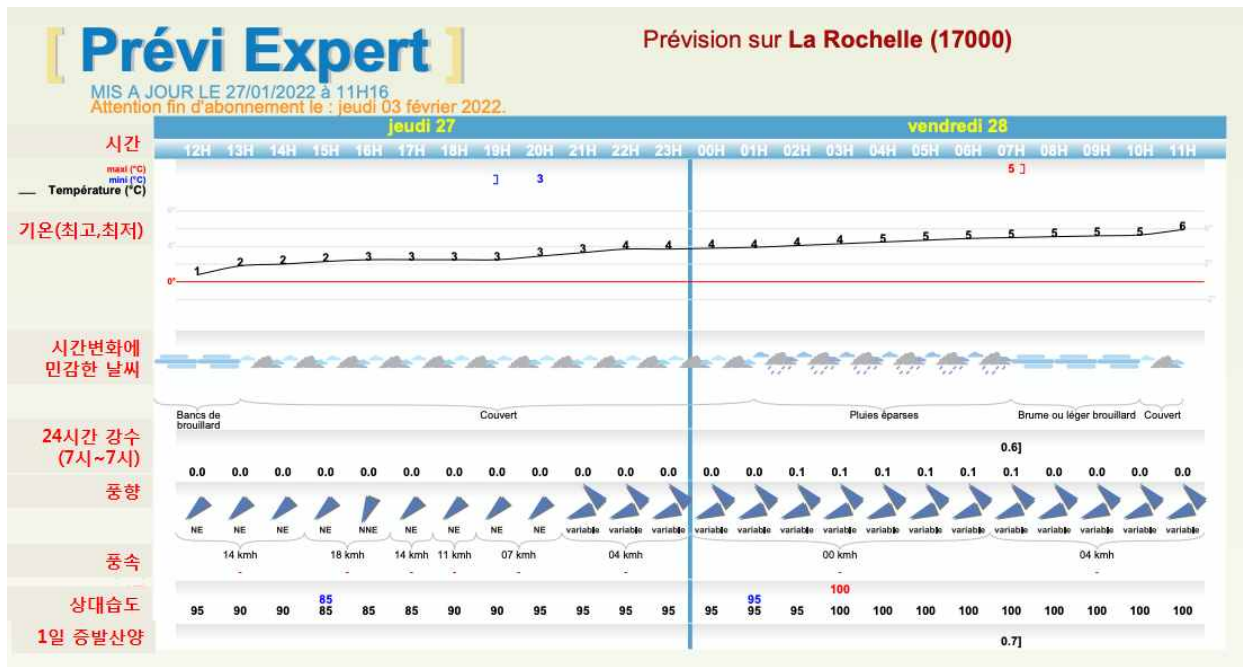 [ Prévi Expert ]
Prévision sur La Rochelle (17000)
MIS A JOUR LE 27/01/2022 à 11H16
Attention fin d'abonnement le : jeudi 03 février 2022.
jeudi 27 vendredi 28
시간 12H 13H 14H 15H 16H 17H 18H 19H 20H 21H 22H 23H 00H 01H 02H 03H 04H 05H 06H 07H 08H 09H 10H 11H
maxi (°C) 5 ]
mini (°C) ] 3
Température (°C)
기온(최고,최저)
6° 6°
4°
2° 2°
1 2 2 2 3 3 3 3 3 3 4 4 4 4 4 4 5 5 5 5 5 5 5 6
0°
-2°
시간변화에
민감한 날씨
Bancs de brouillard Couvert Pluies éparses Brume ou léger brouillard Couvert
24시간 강수
(7시~7시)
0.6]
0.0 0.0 0.0 0.0 0.0 0.0 0.0 0.0 0.0 0.0 0.0 0.0 0.0 0.0 0.1 0.1 0.1 0.1 0.1 0.1 0.0 0.0 0.0 0.0
풍향
NE NE NE NE NNE NE NE NE NE variable variable variable variable variable variable variable variable variable variable variable variable variable variable variable
풍속
14 kmh 18 kmh 14 kmh 11 kmh 07 kmh 04 kmh 00 kmh 04 kmh
- - - - - - -
상대습도
85 95 100
95 90 90 85 85 85 90 90 95 95 95 95 95 95 95 100 100 100 100 100 100 100 100 100
1일 증발산양 0.7]